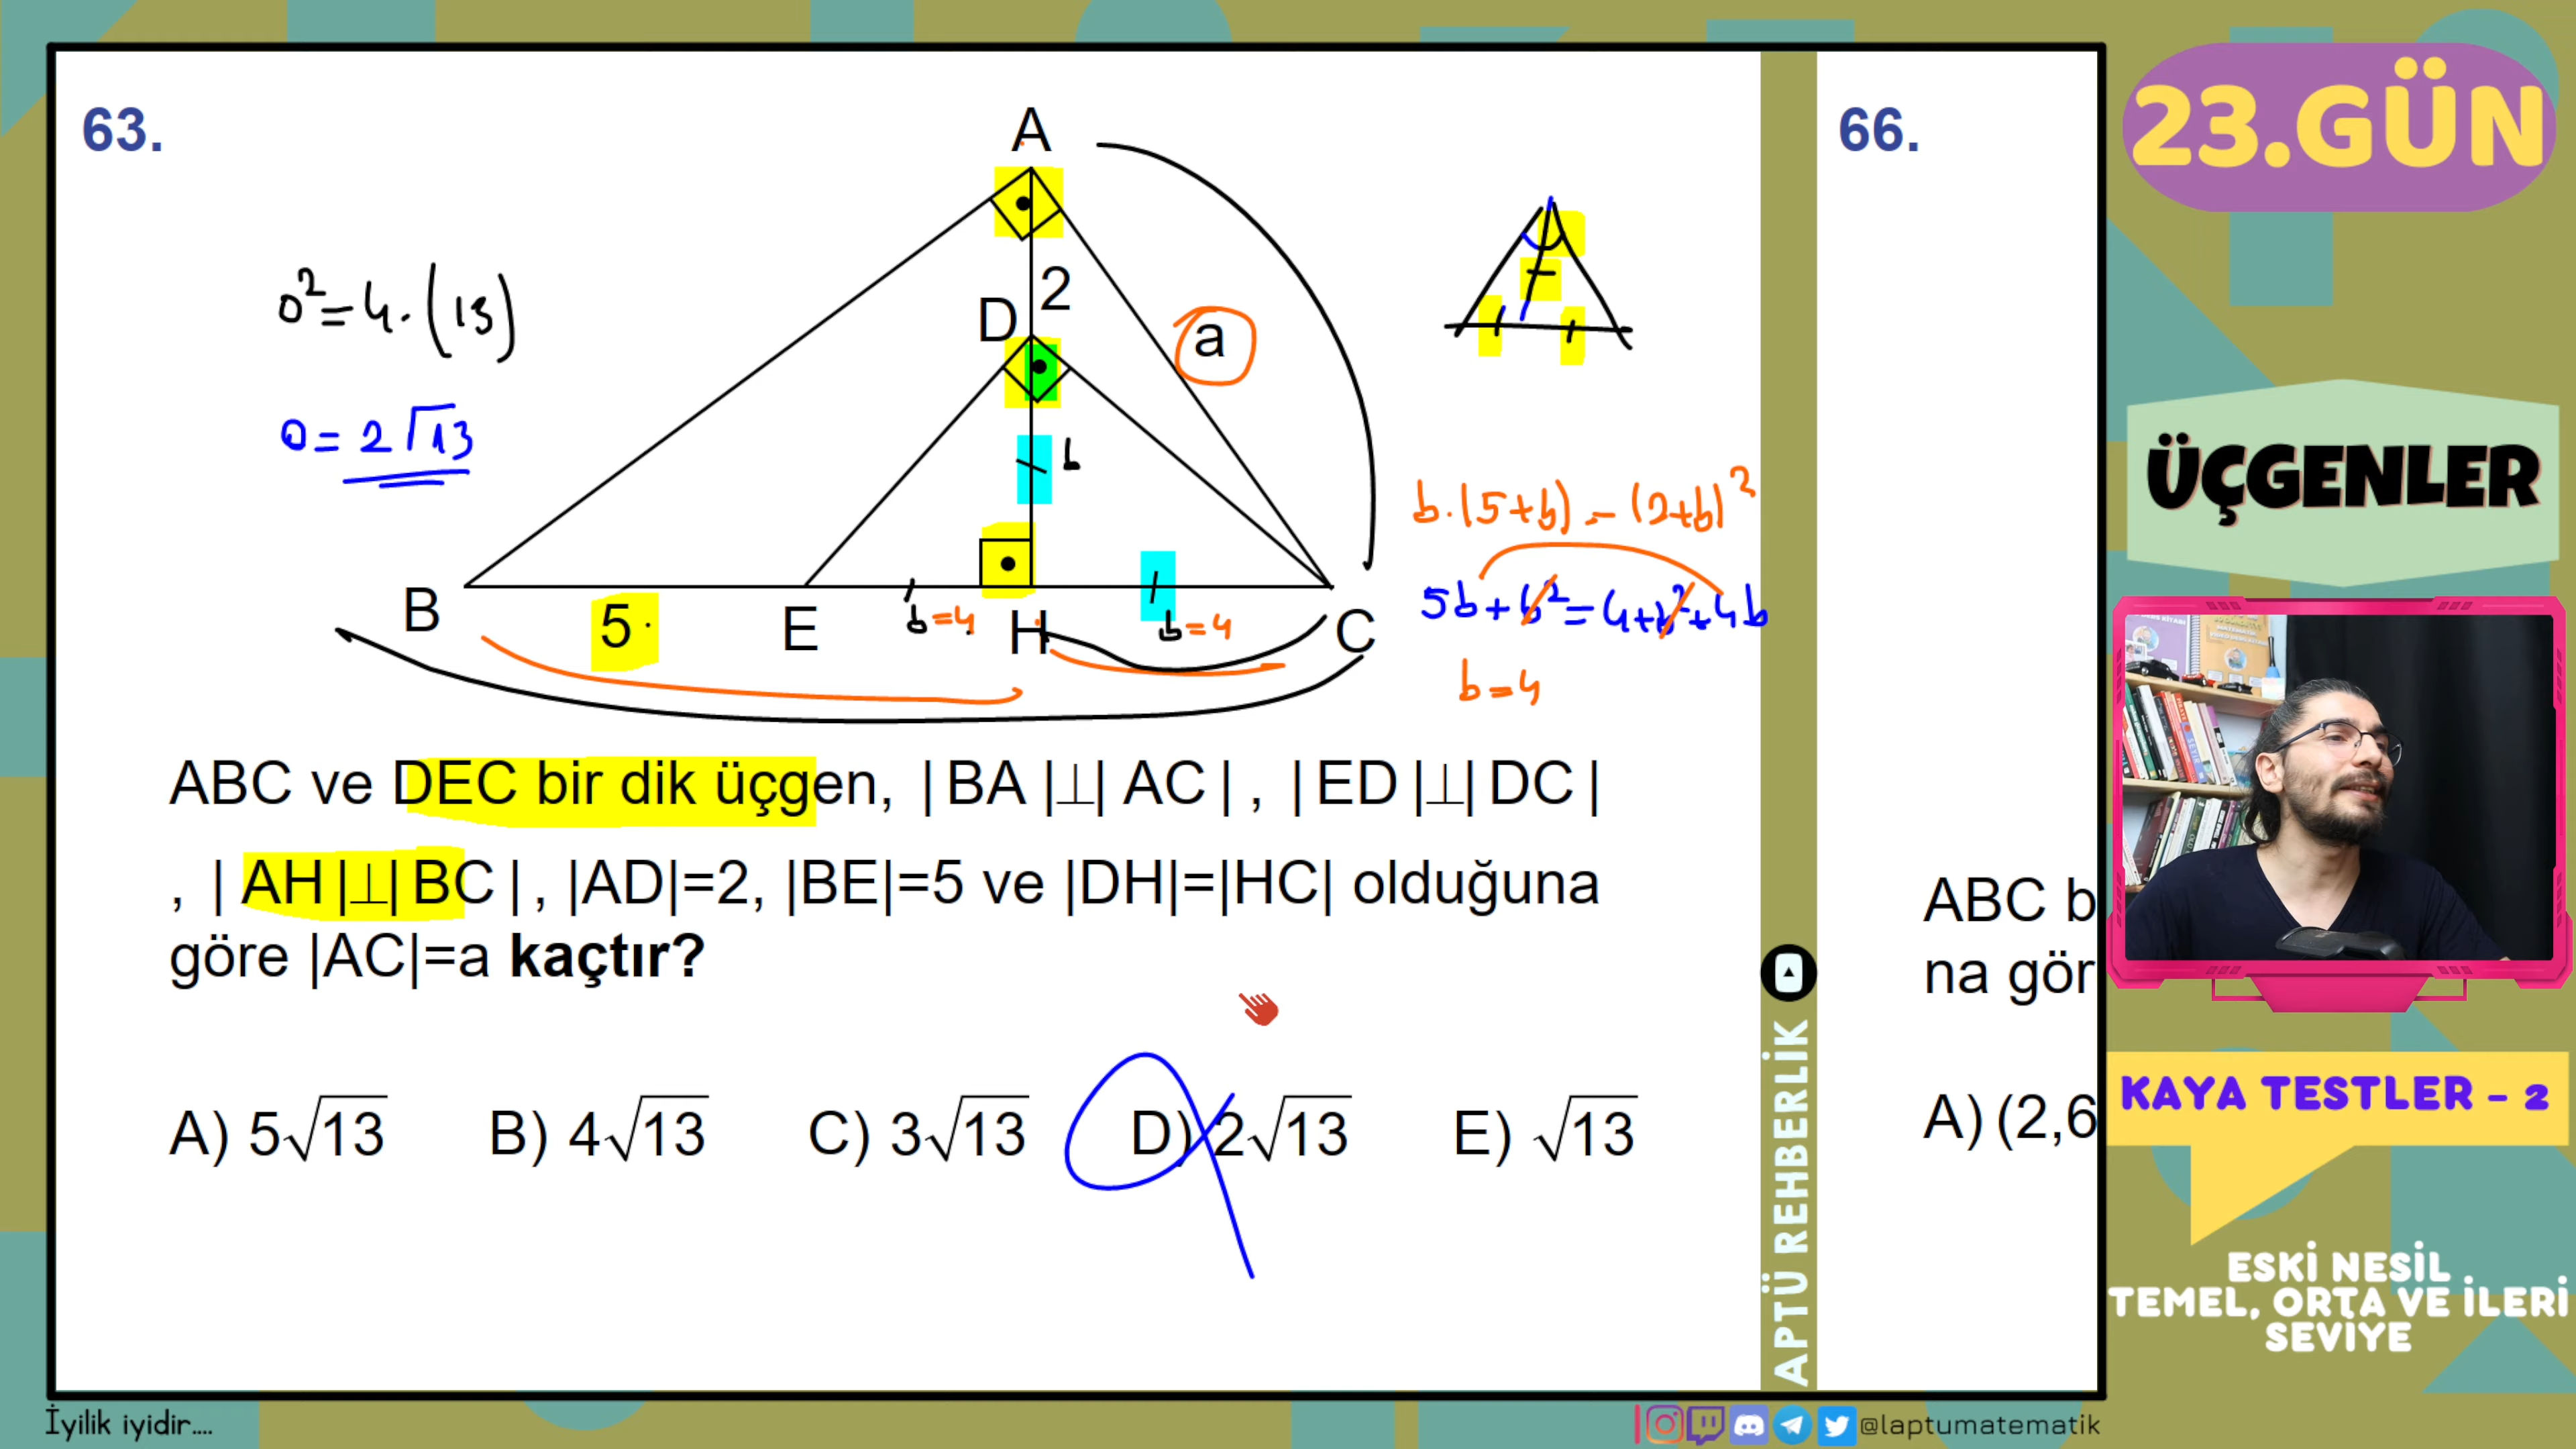 63.
A
2
D
a
b
B
5
E
b=4
H
b=4
C
a²=4.(13)
a=2√13
b.(5+b)=(2+b)²
5b+b²=4+b²+4b
b=4
ABC ve DEC bir dik üçgen, |BA|⊥|AC|, |ED|⊥|DC|
, |AH|⊥|BC|, |AD|=2, |BE|=5 ve |DH|=|HC| olduğuna
göre |AC|=a kaçtır?
A) 5√13 B) 4√13 C) 3√13 D) 2√13 E) √13
APTÜ REHBERLİK
66.
ABC b
na gör
A) (2,6
23.GÜN
ÜÇGENLER
KAYA TESTLER - 2
ESKİ NESİL
TEMEL, ORTA VE İLERİ
SEVİYE
İyilik iyidir....
@laptumatematik